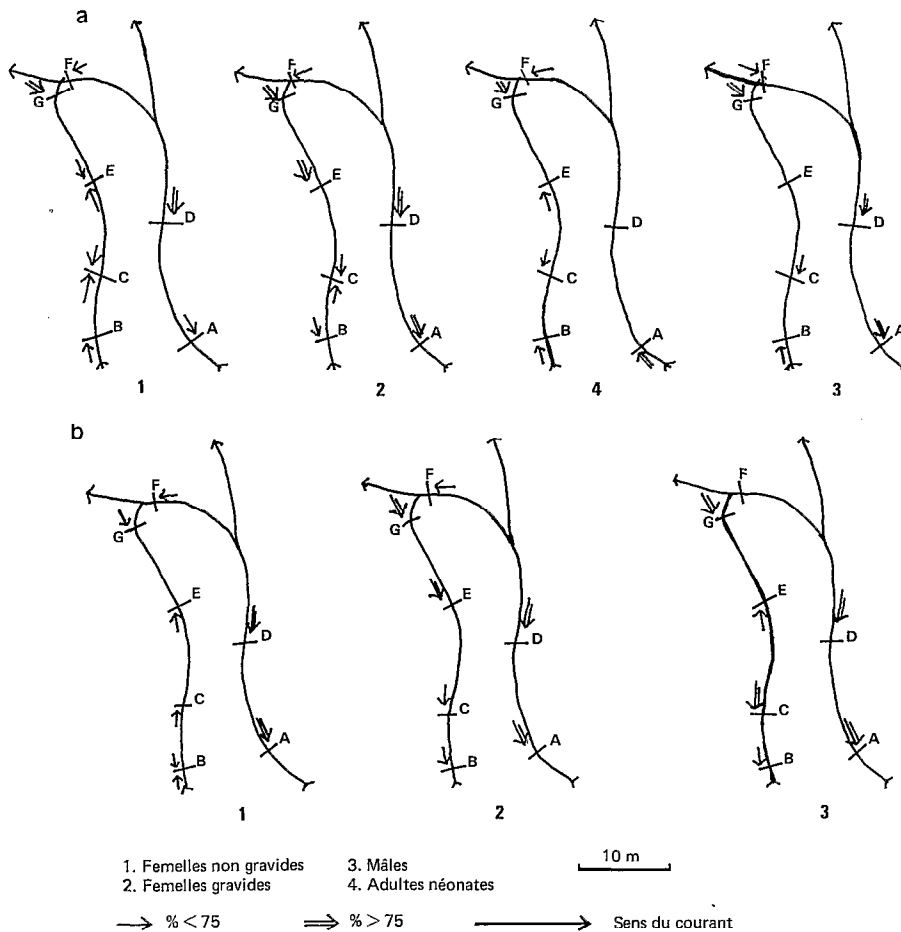 a
F F F F
G G G G
E E E E
D D D D
C C C C
B A B A B A B A
1 2 4 3
b
F F F
G G G
E E E
D D D
C C C
B A B A B A
1 2 3
1. Femelles non gravides 3. Mâles
2. Femelles gravides 4. Adultes néonates
10 m
% < 75 % > 75 Sens du courant